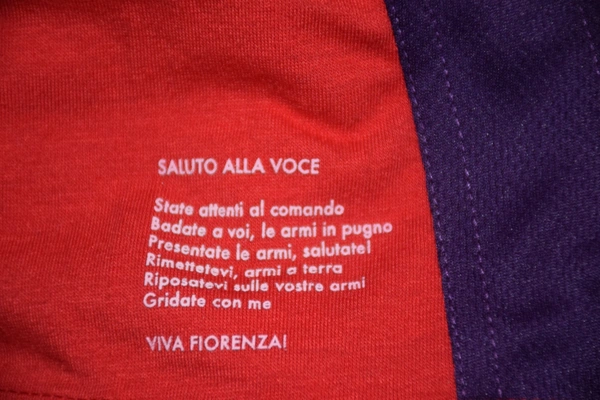 SALUTO ALLA VOCE
State attenti al comando
Badate a voi, le armi in pugno
Presentate le armi, salutate!
Rimettetevi, armi a terra
Riposatevi sulle vostre armi
Gridate con me
VIVA FIORENZA!